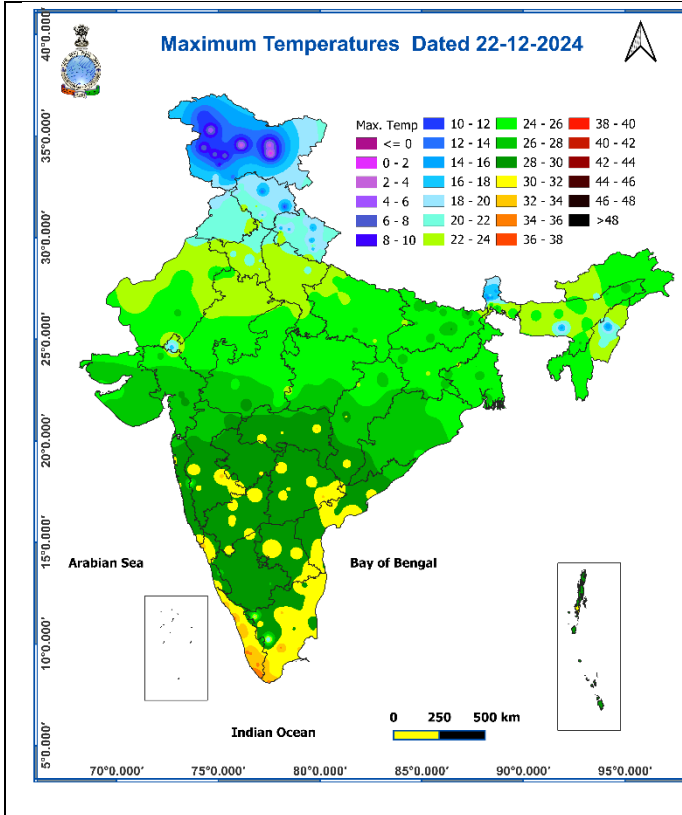 Maximum Temperatures Dated 22-12-2024
Max. Temp
<= 0
0 - 2
2 - 4
4 - 6
6 - 8
8 - 10
10 - 12
12 - 14
14 - 16
16 - 18
18 - 20
20 - 22
22 - 24
24 - 26
26 - 28
28 - 30
30 - 32
32 - 34
34 - 36
36 - 38
38 - 40
40 - 42
42 - 44
44 - 46
46 - 48
>48
40°0.000'
35°0.000'
30°0.000'
25°0.000'
20°0.000'
15°0.000'
10°0.000'
5°0.000'
Arabian Sea
Bay of Bengal
Indian Ocean
0 250 500 km
70°0.000' 75°0.000' 80°0.000' 85°0.000' 90°0.000' 95°0.000'